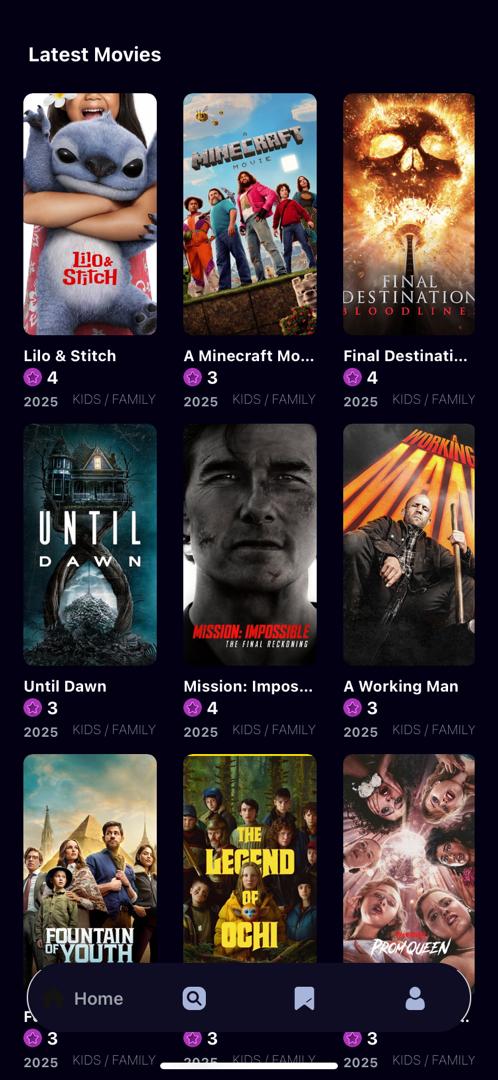 Latest Movies
Lilo &
Stitch
A
MINECRAFT
MOVIE
FINAL
DESTINATION
BLOODLINE
Lilo & Stitch
A Minecraft Mo...
Final Destinati...
4
3
4
2025 KIDS / FAMILY
2025 KIDS / FAMILY
2025 KIDS / FAMILY
UNTIL
DAWN
MISSION: IMPOSSIBLE
THE FINAL RECKONING
A
WORKING
MAN
Until Dawn
Mission: Impos...
A Working Man
3
4
3
2025 KIDS / FAMILY
2025 KIDS / FAMILY
2025 KIDS / FAMILY
FOUNTAIN
OF YOUTH
THE
LEGEND
OF
OCHI
PROM QUEEN
Home
3
3
3
2025 KIDS / FAMILY
2025 KIDS / FAMILY
2025 KIDS / FAMILY